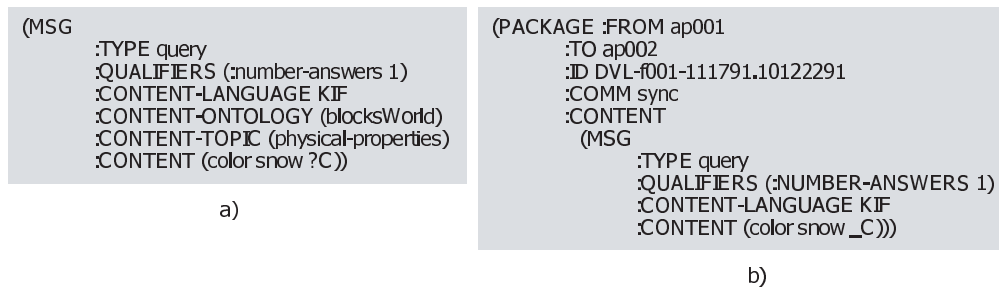 (MSG
:TYPE query
:QUALIFIERS (:number-answers 1)
:CONTENT-LANGUAGE KIF
:CONTENT-ONTOLOGY (blocksWorld)
:CONTENT-TOPIC (physical-properties)
:CONTENT (color snow ?C))
a)
(PACKAGE :FROM ap001
:TO ap002
:ID DVL-f001-111791.10122291
:COMM sync
:CONTENT
(MSG
:TYPE query
:QUALIFIERS (:NUMBER-ANSWERS 1)
:CONTENT-LANGUAGE KIF
:CONTENT (color snow _C)))
b)